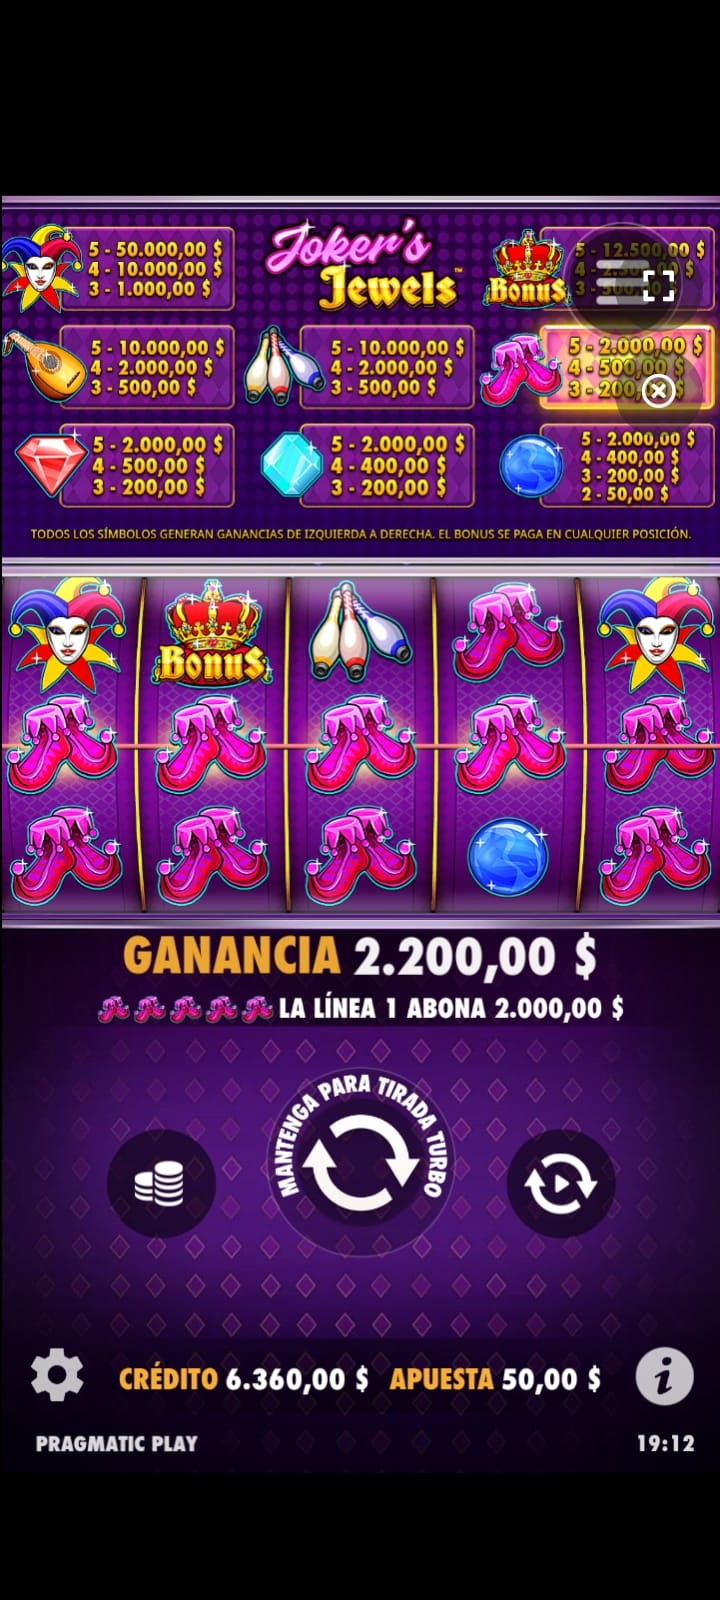 5 - 50.000,00 $
4 - 10.000,00 $
3 - 1.000,00 $
Joker's
Jewels™
Bonus
5 - 12.500,00 $
5 - 10.000,00 $
4 - 2.000,00 $
3 - 500,00 $
5 - 10.000,00 $
4 - 2.000,00 $
3 - 500,00 $
5 - 2.000,00 $
4 - 500,00 $
3 - 200,
5 - 2.000,00 $
4 - 500,00 $
3 - 200,00 $
5 - 2.000,00 $
4 - 400,00 $
3 - 200,00 $
5 - 2.000,00 $
4 - 400,00 $
3 - 200,00 $
2 - 50,00 $
TODOS LOS SÍMBOLOS GENERAN GANANCIAS DE IZQUIERDA A DERECHA. EL BONUS SE PAGA EN CUALQUIER POSICIÓN.
Bonus
GANANCIA 2.200,00 $
LA LÍNEA 1 ABONA 2.000,00 $
MANTENGA PARA TIRADA TURBO
CRÉDITO 6.360,00 $ APUESTA 50,00 $
i
PRAGMATIC PLAY
19:12